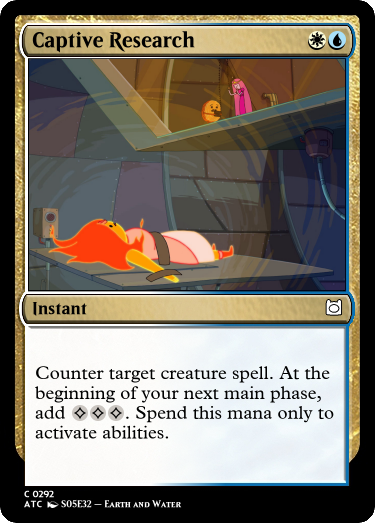 Captive Research
Instant
Counter target creature spell. At the
beginning of your next main phase,
add. Spend this mana only to
activate abilities.
C 0292
ATC S05E32 – Earth and Water